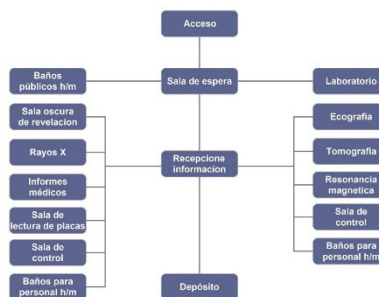 Acceso
Baños
públicos h/m
Sala de espera
Laboratorio
Sala oscura
de revelacion
Ecografia
Rayos X
Recepcione
informacion
Tomografia
Informes
médicos
Resonancia
magnetica
Sala de
lectura de placas
Sala de
control
Sala de
control
Baños para
personal h/m
Baños para
personal h/m
Depósito